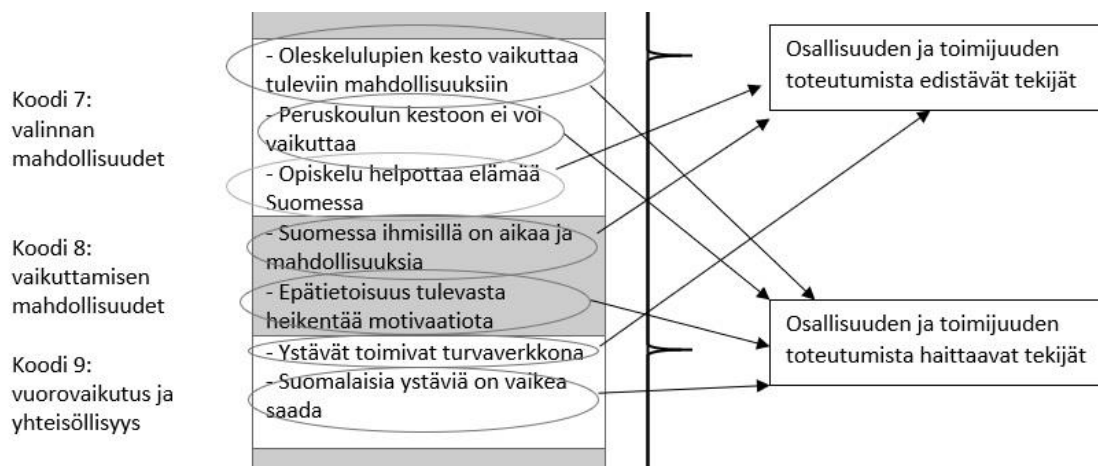 Koodi 7:
valinnan
mahdollisuudet
- Oleskelulupien kesto vaikuttaa
tuleviin mahdollisuuksiin
- Peruskoulun kestoon ei voi
vaikuttaa
- Opiskelu helpottaa elämää
Suomessa
Koodi 8:
vaikuttamisen
mahdollisuudet
- Suomessa ihmisillä on aikaa ja
mahdollisuuksia
- Epätietoisuus tulevasta
heikentää motivaatiota
Koodi 9:
vuorovaikutus ja
yhteisöllisyys
- Ystävät toimivat turvaverkkona
- Suomalaisia ystäviä on vaikea
saada
Osallisuuden ja toimijuuden
toteutumista edistävät tekijät
Osallisuuden ja toimijuuden
toteutumista haittaavat tekijät